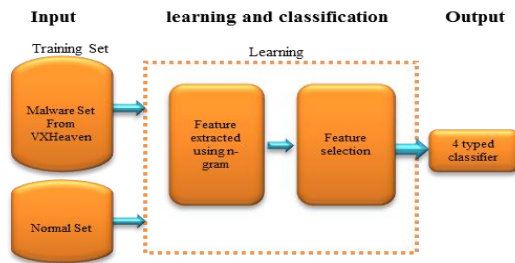 Input
learning and classification
Output
Training Set
Learning
Malware Set
From
VXHeaven
Feature
extracted
using n-
gram
Feature
selection
4 typed
classifier
Normal Set